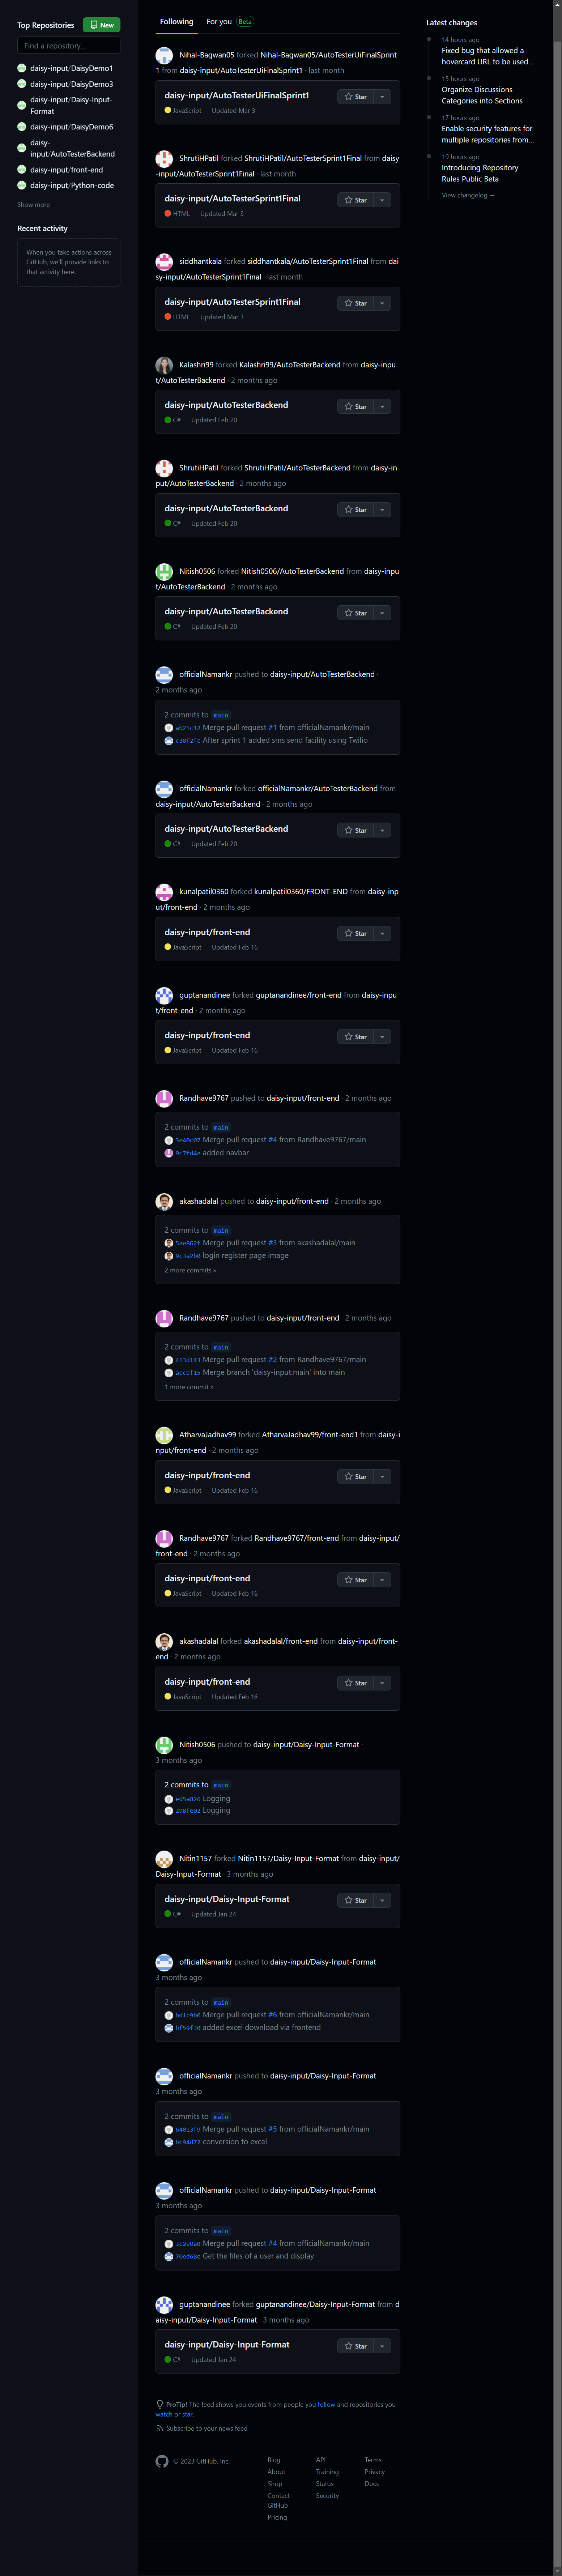 Top Repositories
New
Find a repository...
daisy-input/DaisyDemo1
daisy-input/DaisyDemo3
daisy-input/Daisy-Input-
Format
daisy-input/DaisyDemo6
daisy-
input/AutoTesterBackend
daisy-input/front-end
daisy-input/Python-code
Show more
Recent activity
When you take actions across
GitHub, we'll provide links to
that activity here.
Following
For you Beta
Nihal-Bagwan05 forked Nihal-Bagwan05/AutoTesterUiFinalSprint
1 from daisy-input/AutoTesterUiFinalSprint1 · last month
daisy-input/AutoTesterUiFinalSprint1
Star
JavaScript Updated Mar 3
ShrutiHPatil forked ShrutiHPatil/AutoTesterSprint1Final from daisy
-input/AutoTesterSprint1Final · last month
daisy-input/AutoTesterSprint1Final
Star
HTML Updated Mar 3
siddhantkala forked siddhantkala/AutoTesterSprint1Final from dai
sy-input/AutoTesterSprint1Final · last month
daisy-input/AutoTesterSprint1Final
Star
HTML Updated Mar 3
Kalashri99 forked Kalashri99/AutoTesterBackend from daisy-inpu
t/AutoTesterBackend · 2 months ago
daisy-input/AutoTesterBackend
Star
C# Updated Feb 20
ShrutiHPatil forked ShrutiHPatil/AutoTesterBackend from daisy-in
put/AutoTesterBackend · 2 months ago
daisy-input/AutoTesterBackend
Star
C# Updated Feb 20
Nitish0506 forked Nitish0506/AutoTesterBackend from daisy-inpu
t/AutoTesterBackend · 2 months ago
daisy-input/AutoTesterBackend
Star
C# Updated Feb 20
officialNamankr pushed to daisy-input/AutoTesterBackend ·
2 months ago
2 commits to main
ab21c12 Merge pull request #1 from officialNamankr/main
c30f2fc After sprint 1 added sms send facility using Twilio
officialNamankr forked officialNamankr/AutoTesterBackend from
daisy-input/AutoTesterBackend · 2 months ago
daisy-input/AutoTesterBackend
Star
C# Updated Feb 20
kunalpatil0360 forked kunalpatil0360/FRONT-END from daisy-inp
ut/front-end · 2 months ago
daisy-input/front-end
Star
JavaScript Updated Feb 16
guptanandinee forked guptanandinee/front-end from daisy-inpu
t/front-end · 2 months ago
daisy-input/front-end
Star
JavaScript Updated Feb 16
Randhave9767 pushed to daisy-input/front-end · 2 months ago
2 commits to main
3e40c07 Merge pull request #4 from Randhave9767/main
9c7fd4e added navbar
akashadalal pushed to daisy-input/front-end · 2 months ago
2 commits to main
5ae862f Merge pull request #3 from akashadalal/main
9c3a2b0 login register page image
2 more commits »
Randhave9767 pushed to daisy-input/front-end · 2 months ago
2 commits to main
413d143 Merge pull request #2 from Randhave9767/main
accef15 Merge branch 'daisy-input:main' into main
1 more commit »
AtharvaJadhav99 forked AtharvaJadhav99/front-end1 from daisy-i
nput/front-end · 2 months ago
daisy-input/front-end
Star
JavaScript Updated Feb 16
Randhave9767 forked Randhave9767/front-end from daisy-input/
front-end · 2 months ago
daisy-input/front-end
Star
JavaScript Updated Feb 16
akashadalal forked akashadalal/front-end from daisy-input/front-
end · 2 months ago
daisy-input/front-end
Star
JavaScript Updated Feb 16
Nitish0506 pushed to daisy-input/Daisy-Input-Format ·
3 months ago
2 commits to main
ed5a826 Logging
298fe02 Logging
Nitin1157 forked Nitin1157/Daisy-Input-Format from daisy-input/
Daisy-Input-Format · 3 months ago
daisy-input/Daisy-Input-Format
Star
C# Updated Jan 24
officialNamankr pushed to daisy-input/Daisy-Input-Format ·
3 months ago
2 commits to main
bd1c9b0 Merge pull request #6 from officialNamankr/main
bf59f30 added excel download via frontend
officialNamankr pushed to daisy-input/Daisy-Input-Format ·
3 months ago
2 commits to main
64813f9 Merge pull request #5 from officialNamankr/main
bc94d72 conversion to excel
officialNamankr pushed to daisy-input/Daisy-Input-Format ·
3 months ago
2 commits to main
3c2e0a0 Merge pull request #4 from officialNamankr/main
70ed68e Get the files of a user and display
guptanandinee forked guptanandinee/Daisy-Input-Format from d
aisy-input/Daisy-Input-Format · 3 months ago
daisy-input/Daisy-Input-Format
Star
C# Updated Jan 24
ProTip! The feed shows you events from people you follow and repositories you
watch or star.
Subscribe to your news feed
© 2023 GitHub, Inc.
Blog
About
Shop
Contact
GitHub
Pricing
API
Training
Status
Security
Terms
Privacy
Docs
Latest changes
14 hours ago
Fixed bug that allowed a
hovercard URL to be used...
15 hours ago
Organize Discussions
Categories into Sections
17 hours ago
Enable security features for
multiple repositories from...
19 hours ago
Introducing Repository
Rules Public Beta
View changelog →